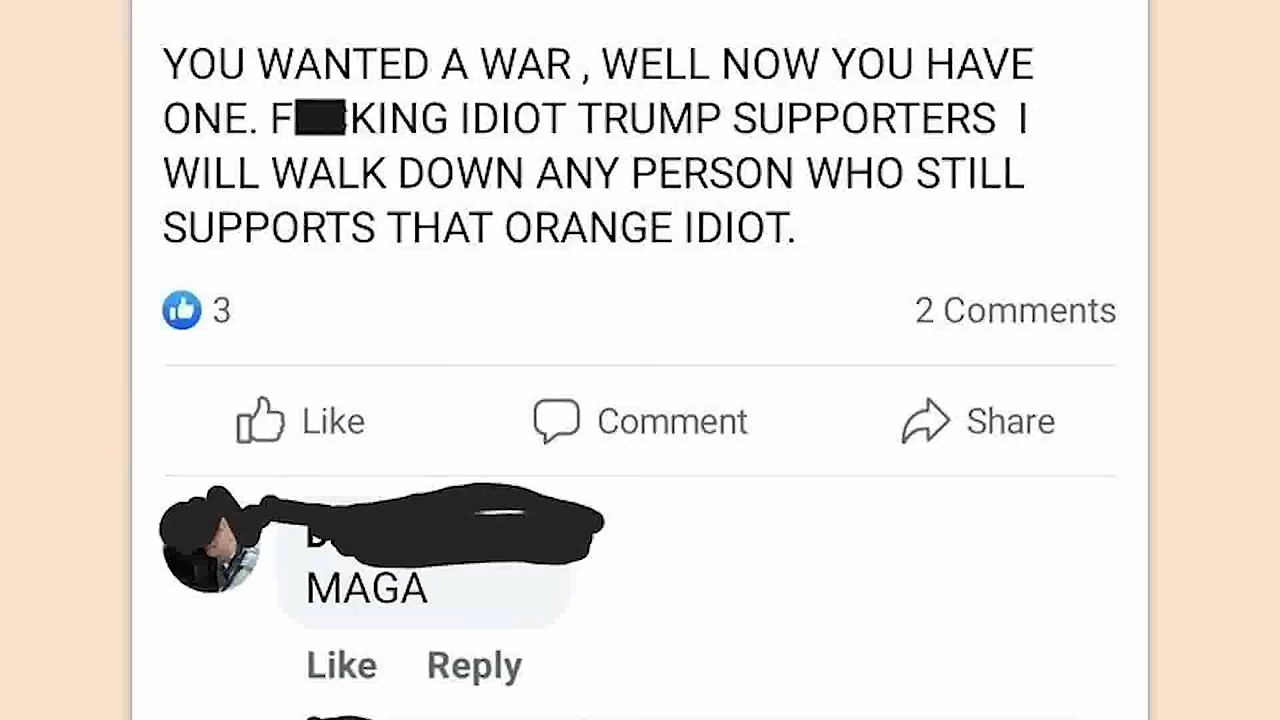 YOU WANTED A WAR , WELL NOW YOU HAVE
ONE. F KING IDIOT TRUMP SUPPORTERS I
WILL WALK DOWN ANY PERSON WHO STILL
SUPPORTS THAT ORANGE IDIOT.
3 2 Comments
Like Comment Share
MAGA
Like Reply